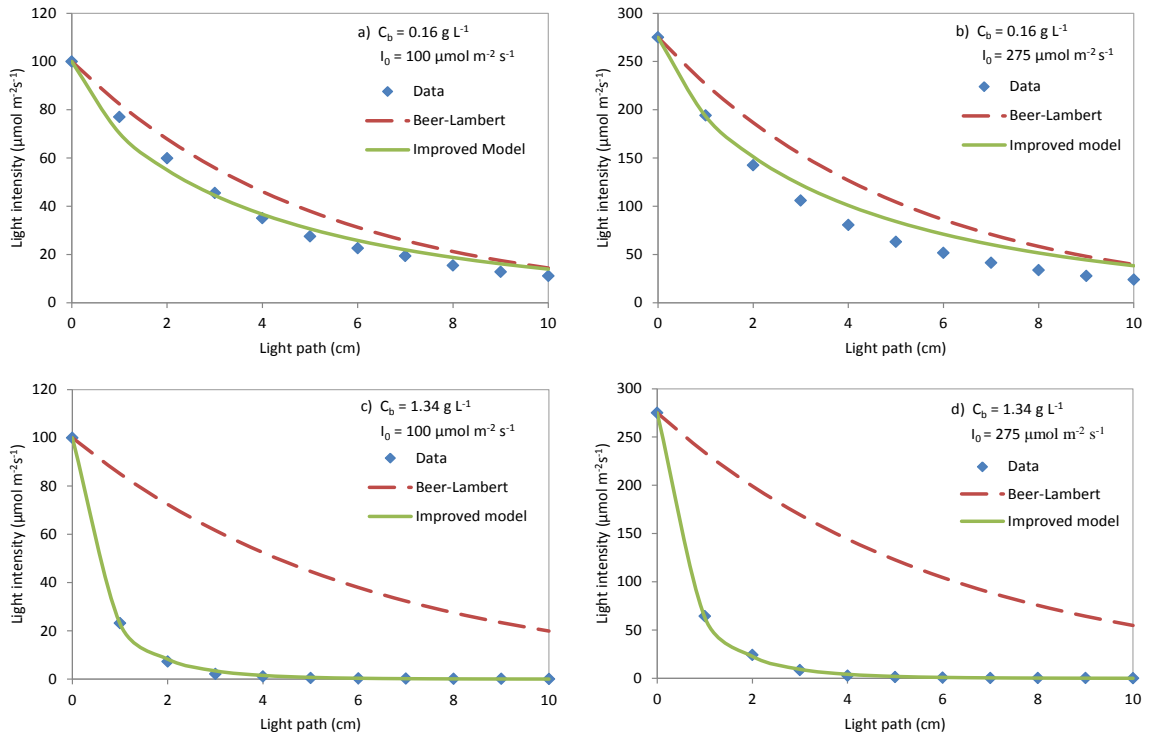 a) C_b = 0.16 g L⁻¹
I₀ = 100 µmol m⁻² s⁻¹
Data
Beer-Lambert
Improved Model
Light intensity (µmol m⁻²s⁻¹)
120
100
80
60
40
20
0
0 2 4 6 8 10
Light path (cm)
b) C_b = 0.16 g L⁻¹
I₀ = 275 µmol m⁻² s⁻¹
Data
Beer-Lambert
Improved model
Light intensity (µmol m⁻²s⁻¹)
300
250
200
150
100
50
0
0 2 4 6 8 10
Light path (cm)
c) C_b = 1.34 g L⁻¹
I₀ = 100 µmol m⁻² s⁻¹
Data
Beer-Lambert
Improved model
Light intensity (µmol m⁻²s⁻¹)
120
100
80
60
40
20
0
0 2 4 6 8 10
Light path (cm)
d) C_b = 1.34 g L⁻¹
I₀ = 275 µmol m⁻² s⁻¹
Data
Beer-Lambert
Improved model
Light intensity (µmol m⁻²s⁻¹)
300
250
200
150
100
50
0
0 2 4 6 8 10
Light path (cm)